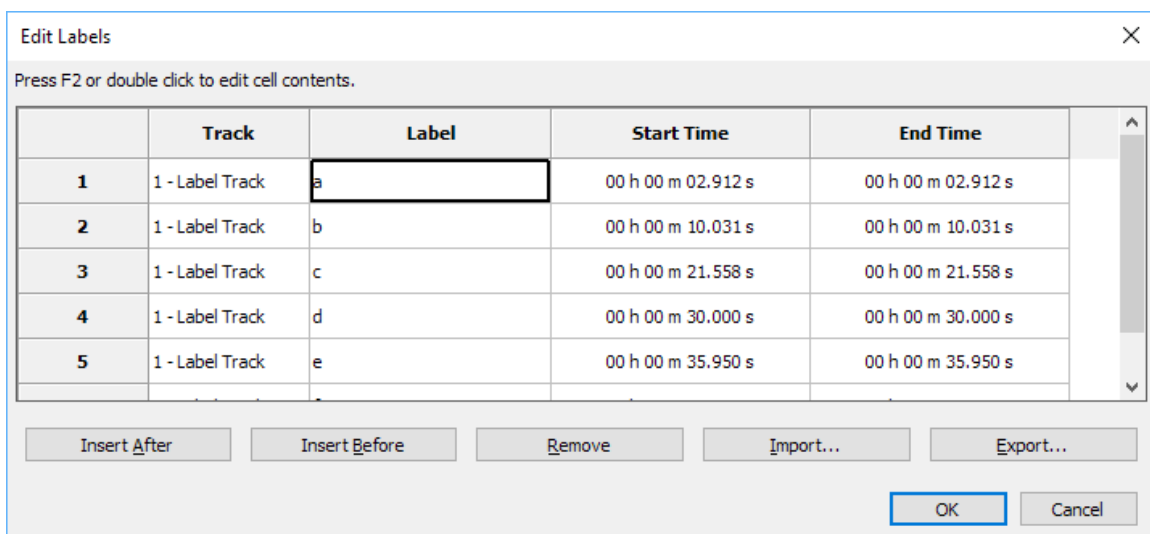 Edit Labels
Press F2 or double click to edit cell contents.
Track Label Start Time End Time
1 1 - Label Track a 00 h 00 m 02.912 s 00 h 00 m 02.912 s
2 1 - Label Track b 00 h 00 m 10.031 s 00 h 00 m 10.031 s
3 1 - Label Track c 00 h 00 m 21.558 s 00 h 00 m 21.558 s
4 1 - Label Track d 00 h 00 m 30.000 s 00 h 00 m 30.000 s
5 1 - Label Track e 00 h 00 m 35.950 s 00 h 00 m 35.950 s
Insert After Insert Before Remove Import... Export...
OK Cancel